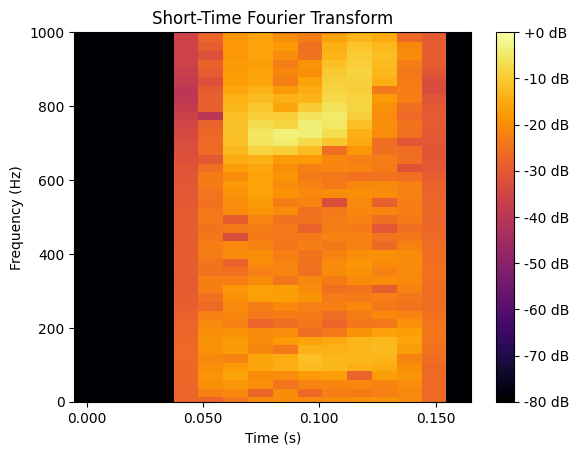 Short-Time Fourier Transform
1000
800
600
400
200
0
Frequency (Hz)
0.000
0.050
0.100
0.150
Time (s)
+0 dB
-10 dB
-20 dB
-30 dB
-40 dB
-50 dB
-60 dB
-70 dB
-80 dB